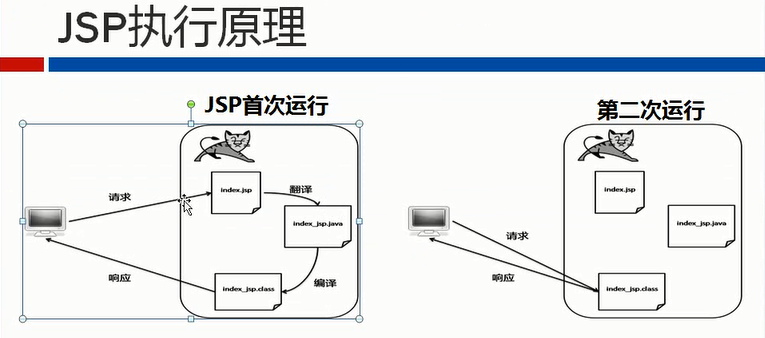 JSP执行原理
JSP首次运行
请求
index.jsp
翻译
index_jsp.java
编译
index_jsp.class
响应
第二次运行
index.jsp
index_jsp.java
请求
响应
index_jsp.class